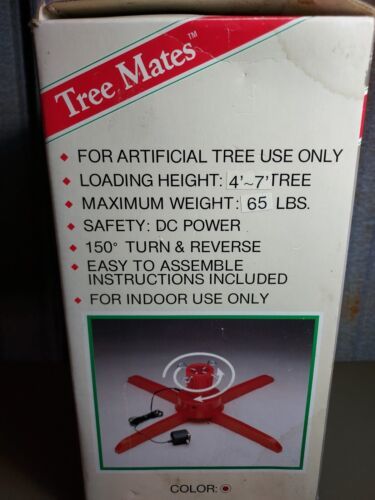 Tree Mates™
♦ FOR ARTIFICIAL TREE USE ONLY
♦ LOADING HEIGHT: 4'~7' TREE
♦ MAXIMUM WEIGHT: 65 LBS.
♦ SAFETY: DC POWER
♦ 150° TURN & REVERSE
♦ EASY TO ASSEMBLE
INSTRUCTIONS INCLUDED
♦ FOR INDOOR USE ONLY
COLOR: